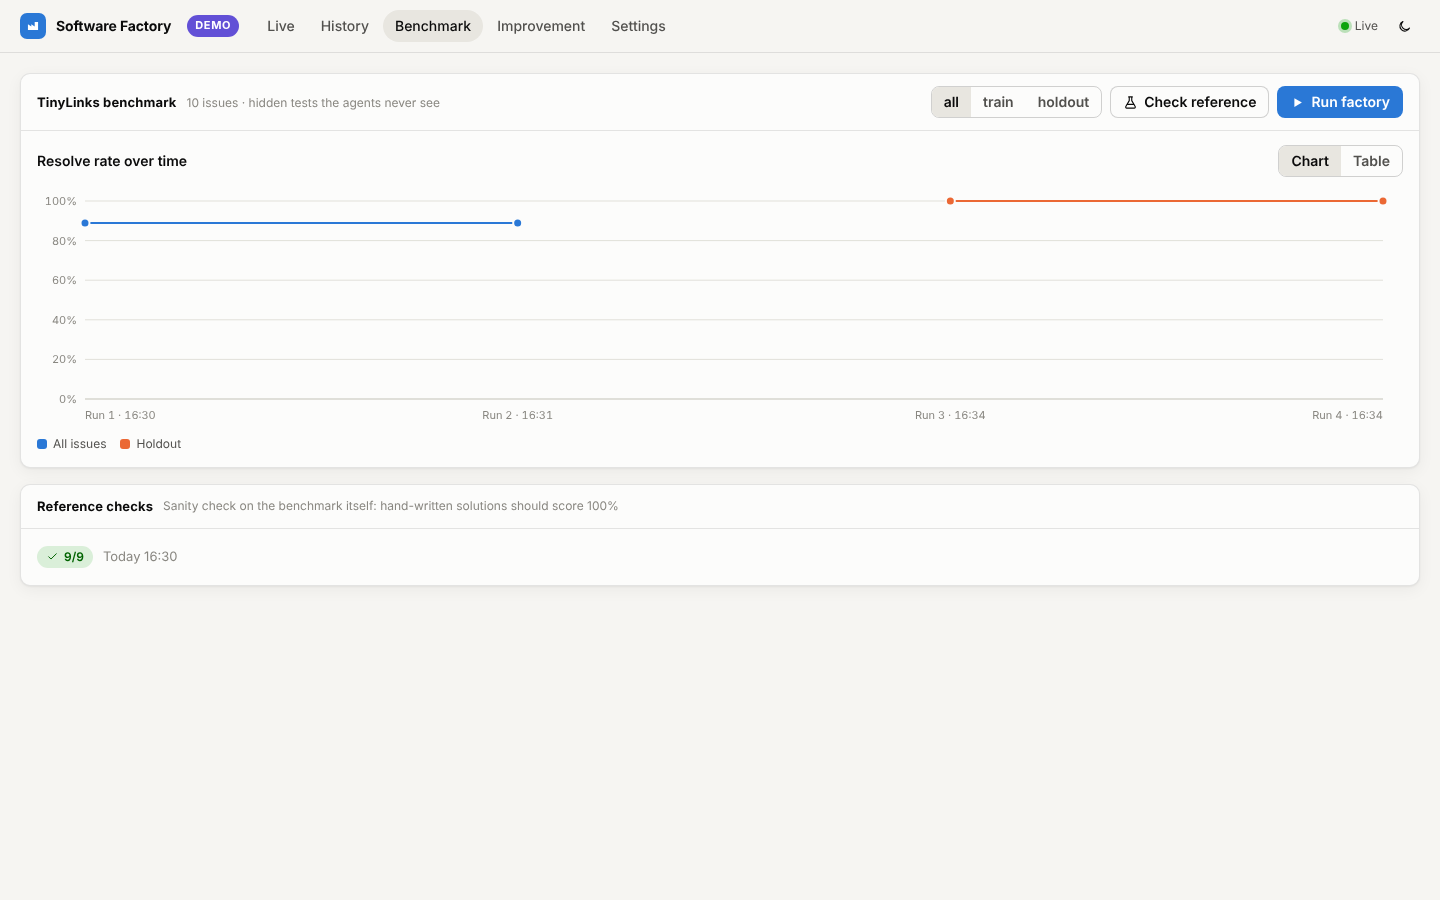 Software Factory DEMO Live History Benchmark Improvement Settings Live
TinyLinks benchmark 10 issues · hidden tests the agents never see all train holdout Check reference Run factory
Resolve rate over time Chart Table
100%
80%
60%
40%
20%
0%
Run 1 · 16:30 Run 2 · 16:31 Run 3 · 16:34 Run 4 · 16:34
All issues Holdout
Reference checks Sanity check on the benchmark itself: hand-written solutions should score 100%
9/9 Today 16:30